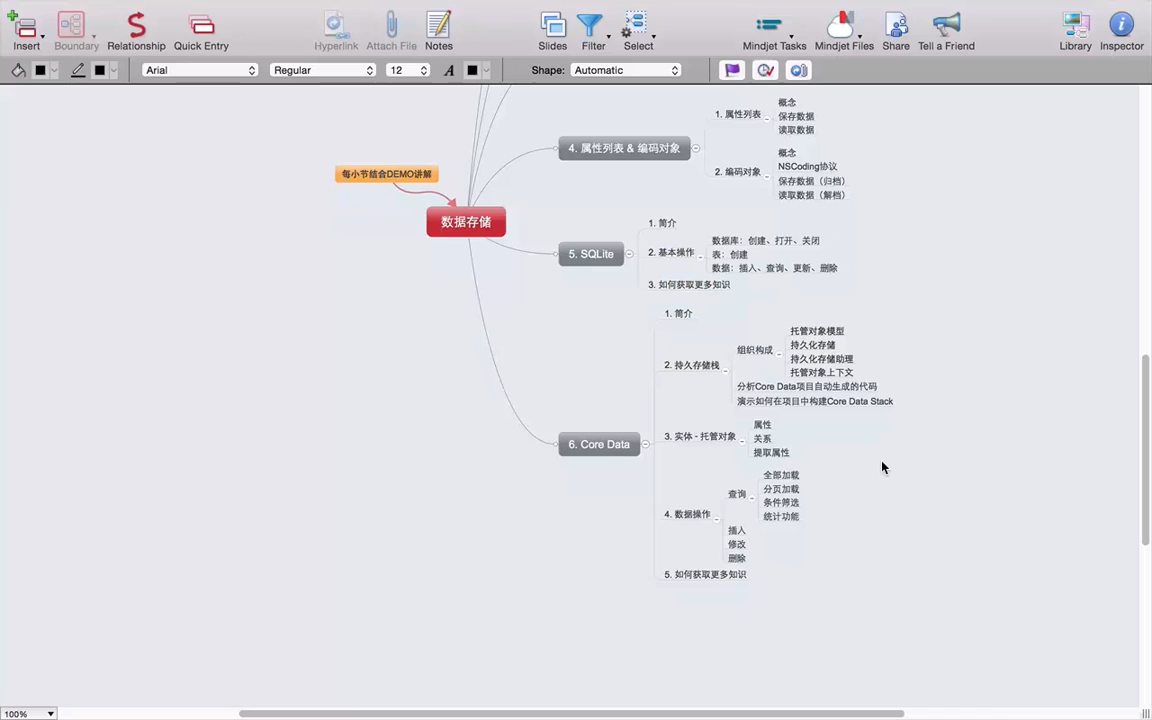 Insert
Boundary
Relationship
Quick Entry
Hyperlink
Attach File
Notes
Slides
Filter
Select
Mindjet Tasks
Mindjet Files
Share
Tell a Friend
Library
Inspector
Arial
Regular
12
A
Shape:
Automatic
每小节结合DEMO讲解
数据存储
4. 属性列表 & 编码对象
1. 属性列表
概念
保存数据
读取数据
2. 编码对象
概念
NSCoding协议
保存数据（归档）
读取数据（解档）
5. SQLite
1. 简介
2. 基本操作
数据库：创建、打开、关闭
表：创建
数据：插入、查询、更新、删除
3. 如何获取更多知识
6. Core Data
1. 简介
2. 持久存储栈
组织构成
托管对象模型
持久化存储
持久化存储助理
托管对象上下文
分析Core Data项目自动生成的代码
演示如何在项目中构建Core Data Stack
3. 实体 - 托管对象
属性
关系
提取属性
4. 数据操作
查询
全部加载
分页加载
条件筛选
统计功能
插入
修改
删除
5. 如何获取更多知识
100%